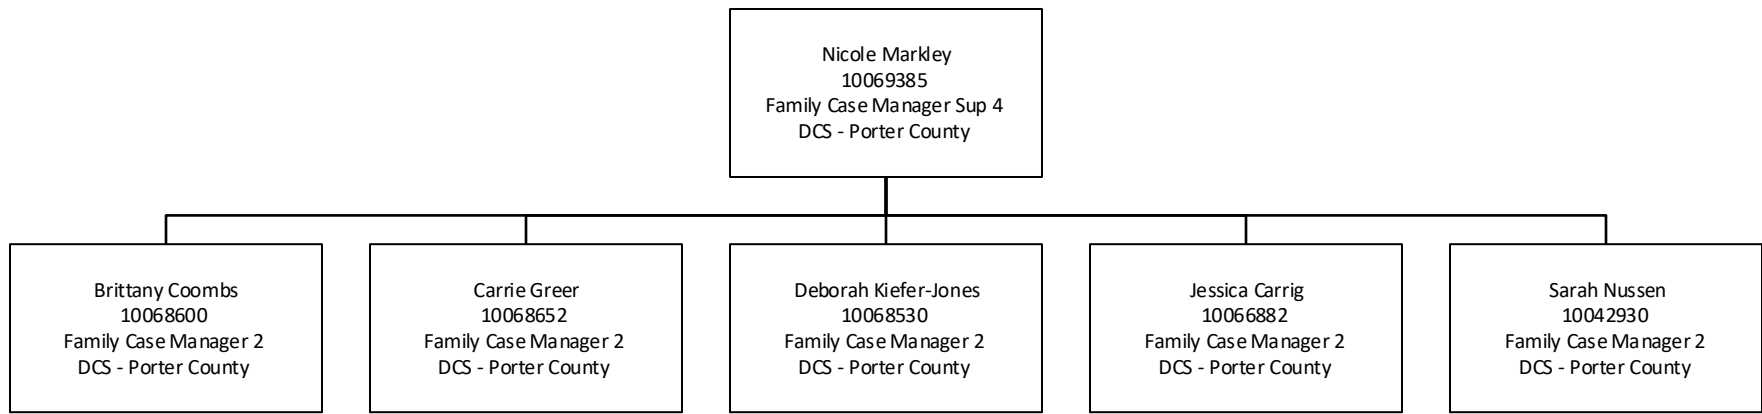 Nicole Markley
10069385
Family Case Manager Sup 4
DCS - Porter County
Brittany Coombs
10068600
Family Case Manager 2
DCS - Porter County
Carrie Greer
10068652
Family Case Manager 2
DCS - Porter County
Deborah Kiefer-Jones
10068530
Family Case Manager 2
DCS - Porter County
Jessica Carrig
10066882
Family Case Manager 2
DCS - Porter County
Sarah Nussen
10042930
Family Case Manager 2
DCS - Porter County